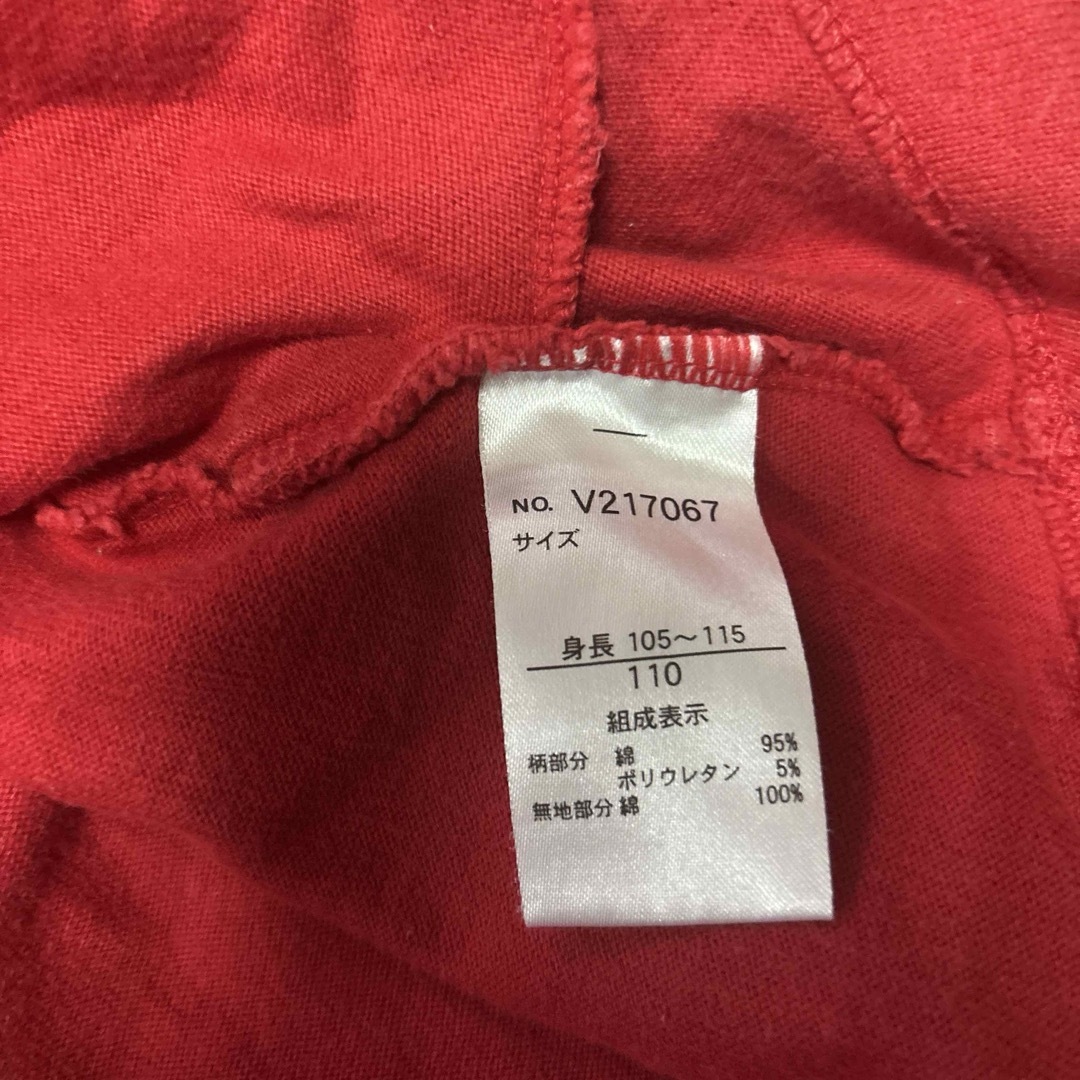 NO. V217067
サイズ
身長 105〜115
110
組成表示
柄部分 綿 95%
ポリウレタン 5%
無地部分 綿 100%